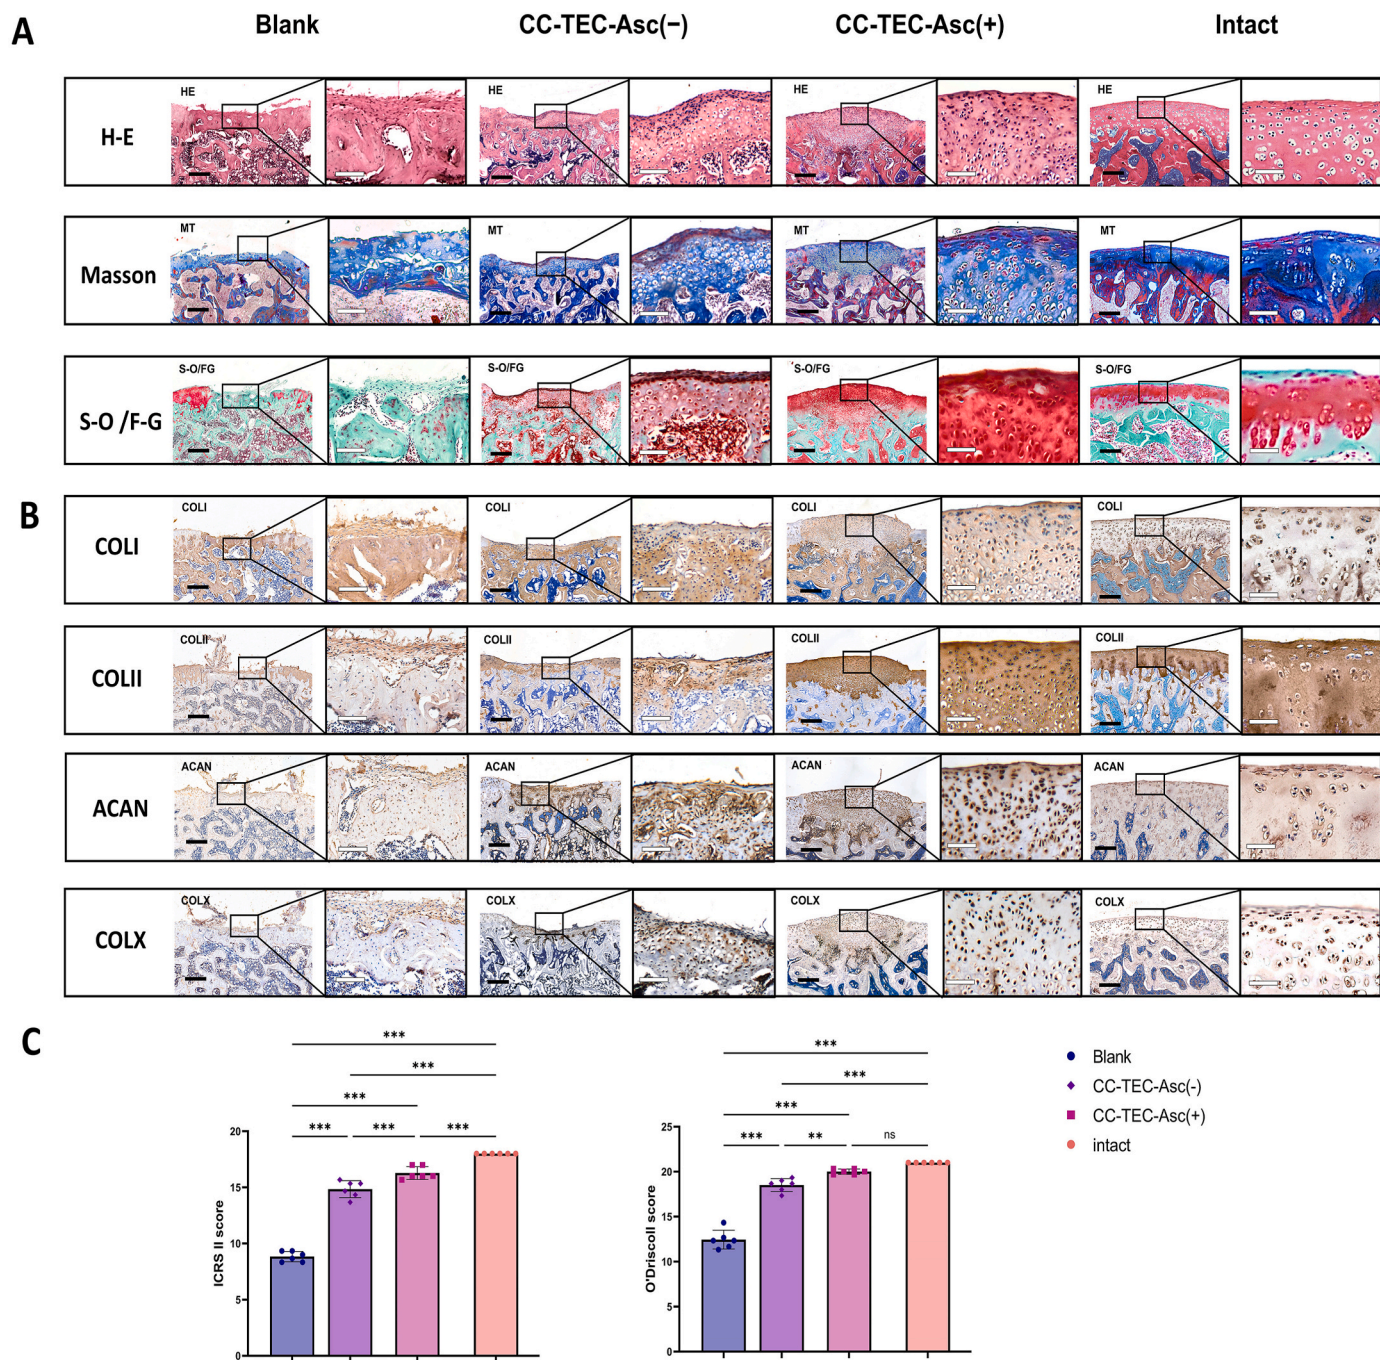 A
Blank
CC-TEC-Asc(−)
CC-TEC-Asc(+)
Intact
H-E
HE
HE
HE
HE
Masson
MT
MT
MT
MT
S-O /F-G
S-O/FG
S-O/FG
S-O/FG
S-O/FG
B
COLI
COLI
COLI
COLI
COLI
COLII
COLII
COLII
COLII
COLII
ACAN
ACAN
ACAN
ACAN
ACAN
COLX
COLX
COLX
COLX
COLX
C
***
***
***
*** *** ***
20
15
10
5
0
ICRS II score
***
***
***
*** ** ns
25
20
15
10
5
0
O'Driscoll score
Blank
CC-TEC-Asc(-)
CC-TEC-Asc(+)
intact